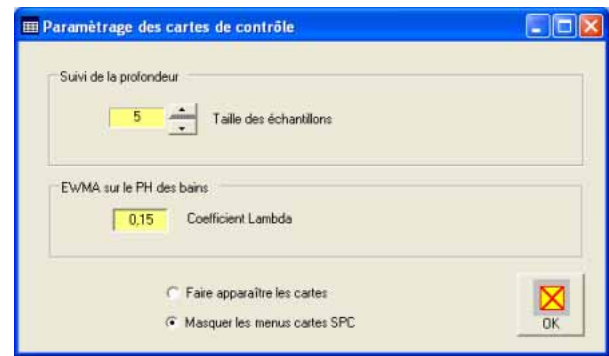 Paramètrage des cartes de contrôle
Suivi de la profondeur
5 Taille des échantillons
EWMA sur le PH des bains
0,15 Coefficient Lambda
Faire apparaître les cartes
Masquer les menus cartes SPC
OK